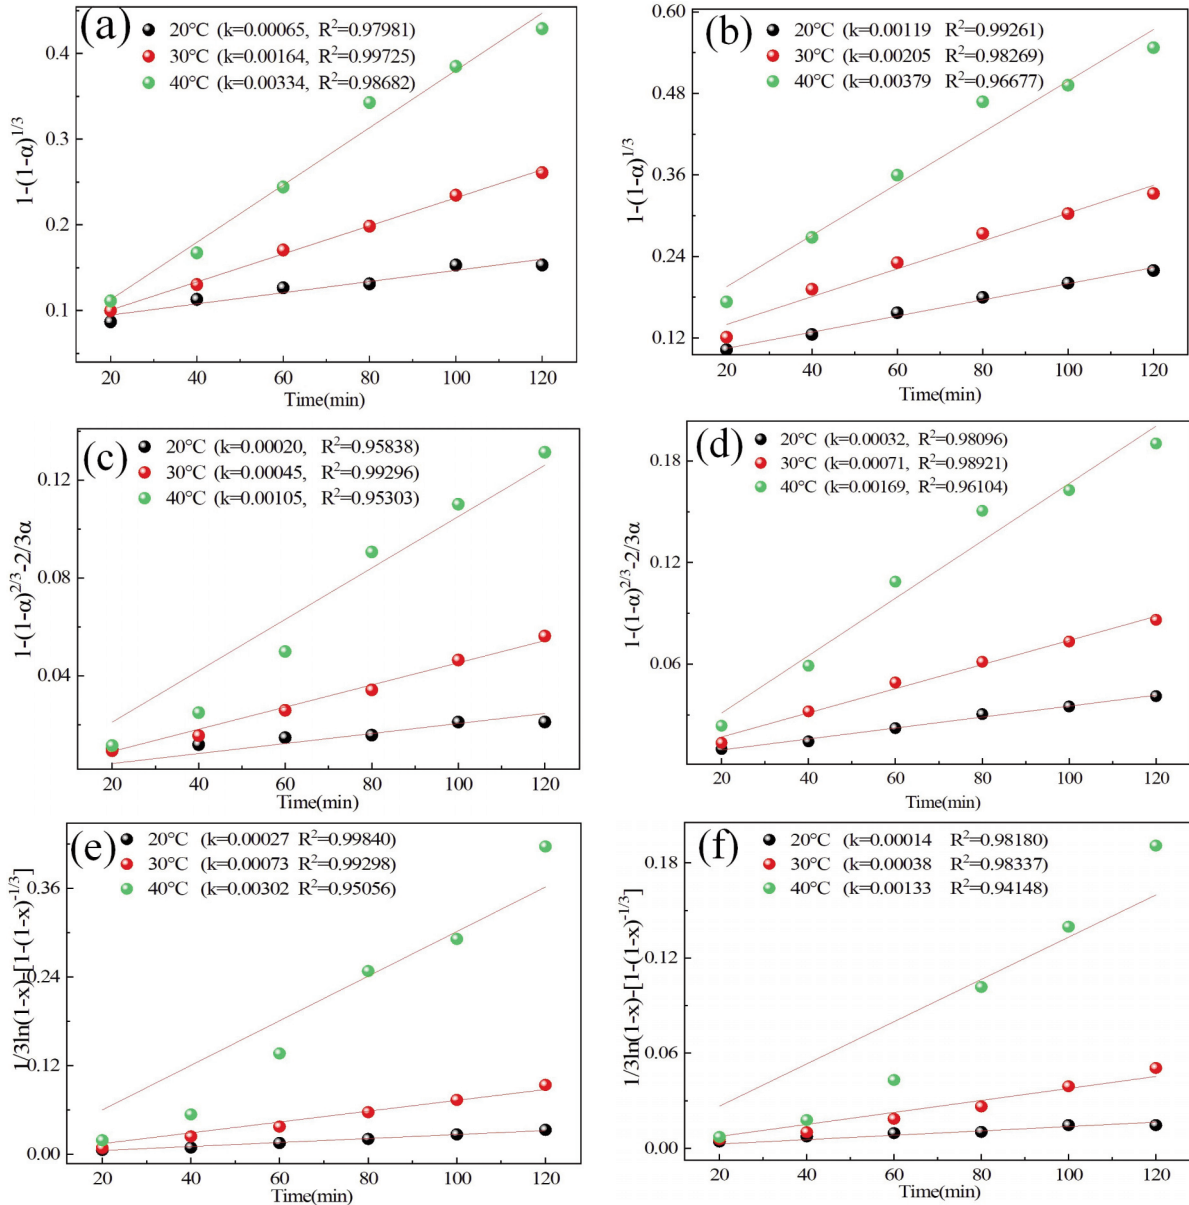 (a)
20°C (k=0.00065, R²=0.97981)
30°C (k=0.00164, R²=0.99725)
40°C (k=0.00334, R²=0.98682)
1-(1-α)^1/3
0.4
0.3
0.2
0.1
20 40 60 80 100 120
Time(min)
(b)
20°C (k=0.00119 R²=0.99261)
30°C (k=0.00205 R²=0.98269)
40°C (k=0.00379 R²=0.96677)
1-(1-α)^1/3
0.60
0.48
0.36
0.24
0.12
20 40 60 80 100 120
Time(min)
(c)
20°C (k=0.00020, R²=0.95838)
30°C (k=0.00045, R²=0.99296)
40°C (k=0.00105, R²=0.95303)
1-(1-α)^2/3-2/3α
0.12
0.08
0.04
20 40 60 80 100 120
Time(min)
(d)
20°C (k=0.00032, R²=0.98096)
30°C (k=0.00071, R²=0.98921)
40°C (k=0.00169, R²=0.96104)
1-(1-α)^2/3-2/3α
0.18
0.12
0.06
20 40 60 80 100 120
Time(min)
(e)
20°C (k=0.00027 R²=0.99840)
30°C (k=0.00073 R²=0.99298)
40°C (k=0.00302 R²=0.95056)
1/3ln(1-x)-[1-(1-x)^-1/3]
0.36
0.24
0.12
0.00
20 40 60 80 100 120
Time(min)
(f)
20°C (k=0.00014 R²=0.98180)
30°C (k=0.00038 R²=0.98337)
40°C (k=0.00133 R²=0.94148)
1/3ln(1-x)-[1-(1-x)^-1/3]
0.18
0.12
0.06
0.00
20 40 60 80 100 120
Time(min)